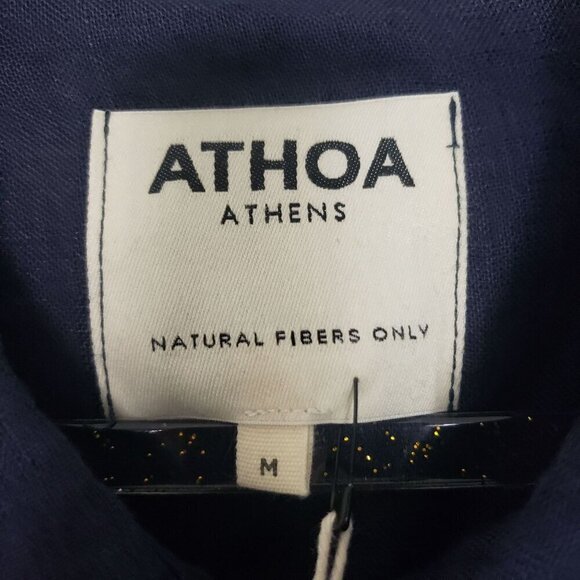 ATHOA
ATHENS
NATURAL FIBERS ONLY
M